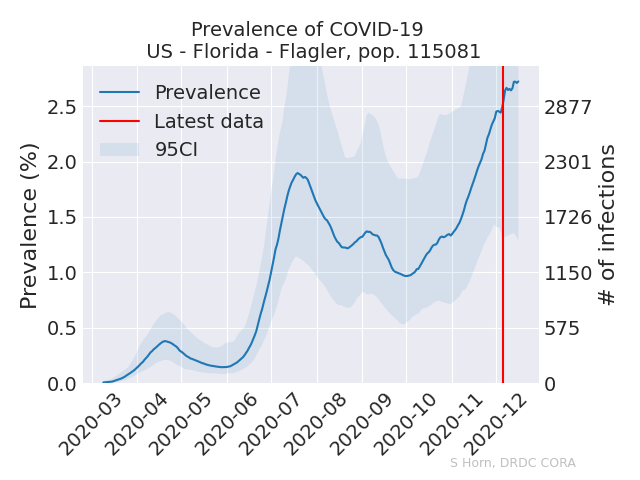 Prevalence of COVID-19
US - Florida - Flagler, pop. 115081
Prevalence
Latest data
95CI
Prevalence (%)
2.5
2.0
1.5
1.0
0.5
0.0
2877
2301
1726
1150
575
0
# of infections
2020-03
2020-04
2020-05
2020-06
2020-07
2020-08
2020-09
2020-10
2020-11
2020-12
S Horn, DRDC CORA